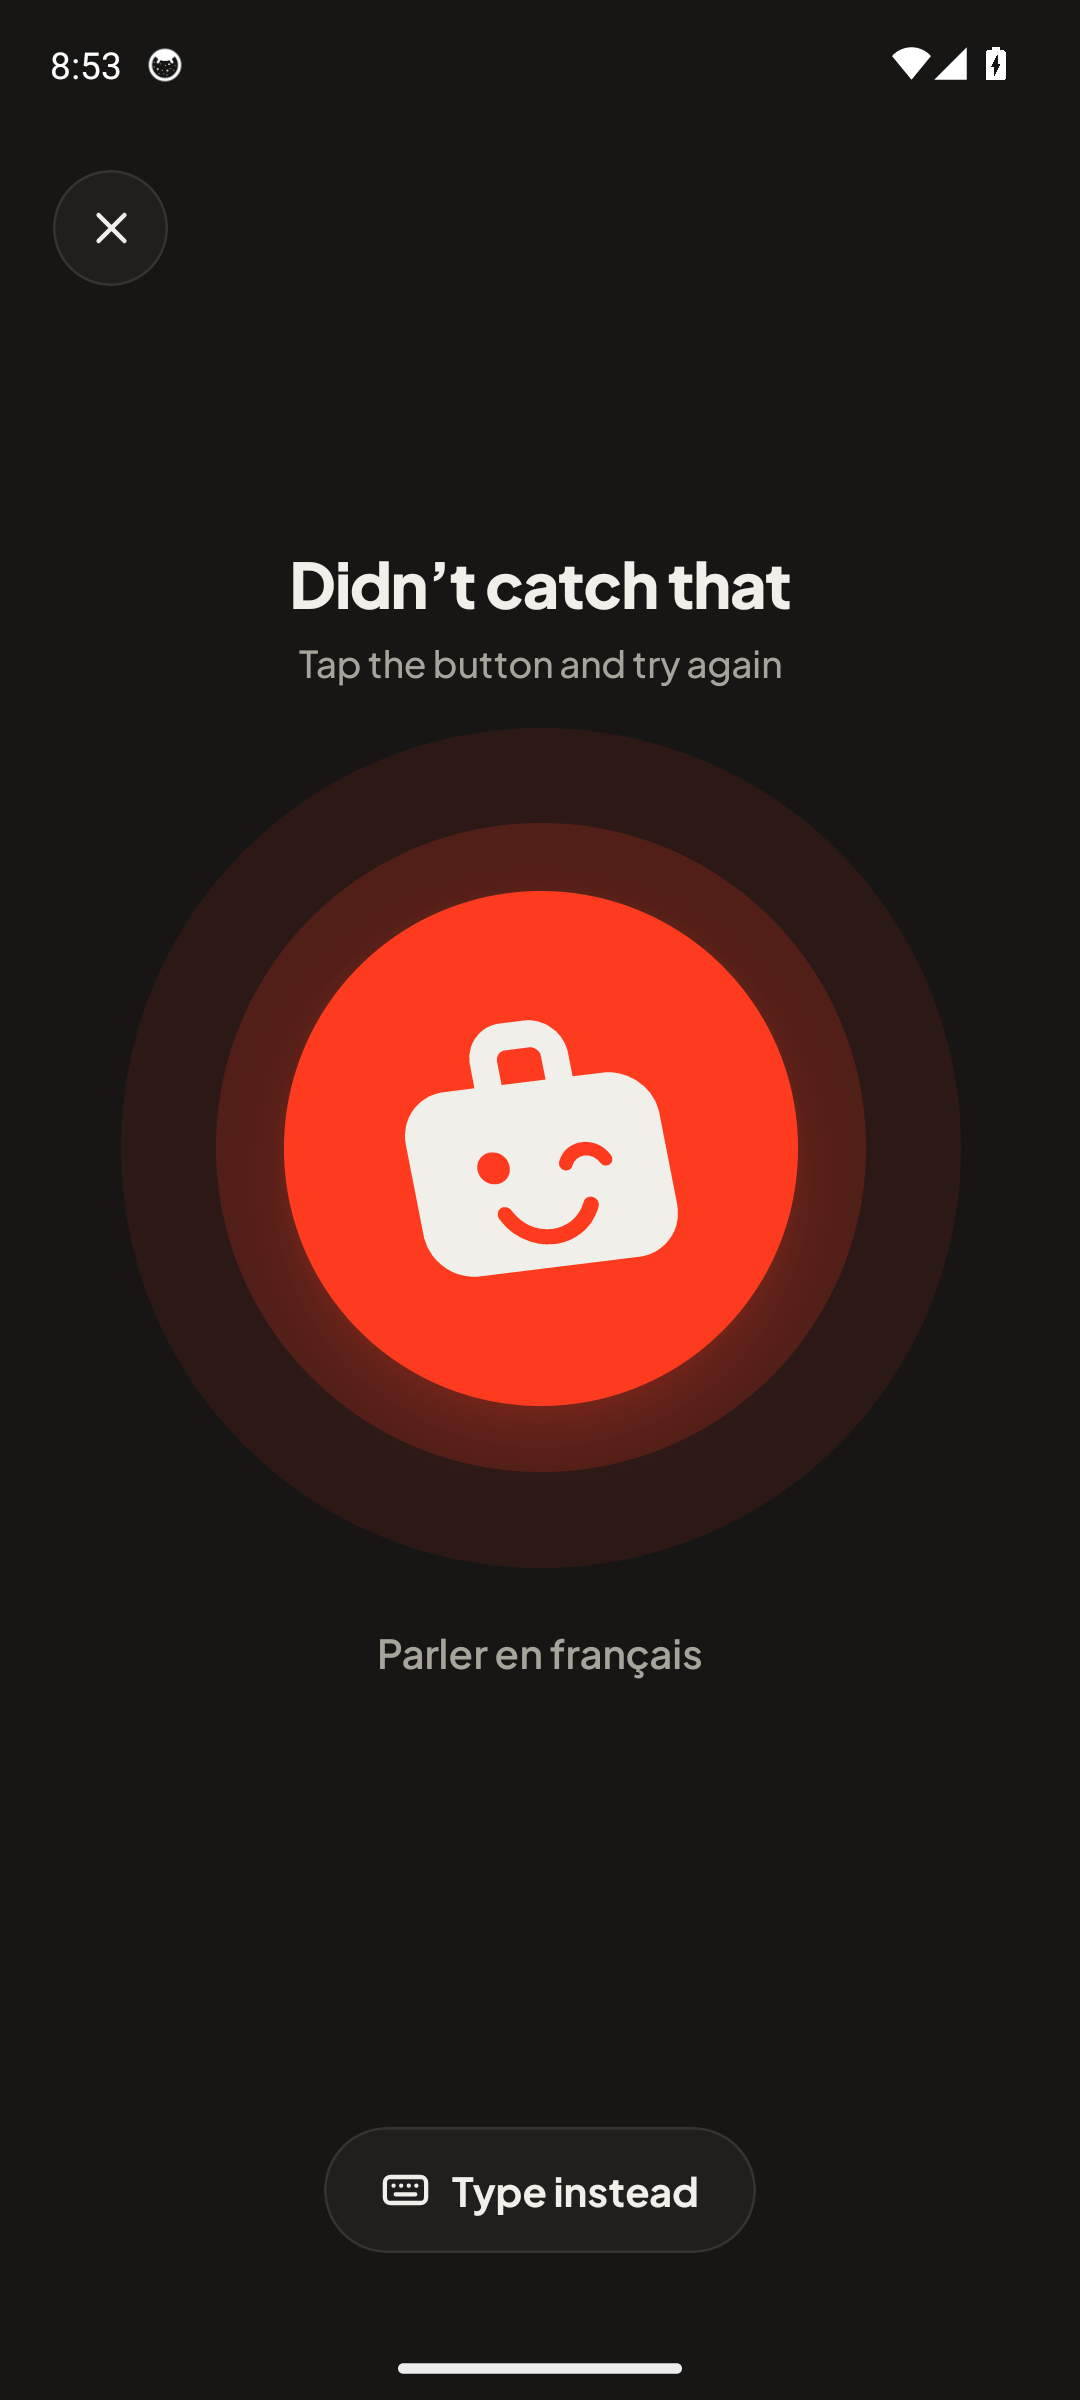 8:53
Didn’t catch that
Tap the button and try again
Parler en français
Type instead